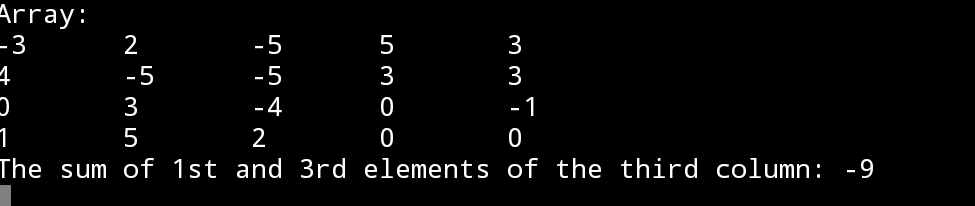 Array:
-3 2 -5 5 3
4 -5 -5 3 3
0 3 -4 0 -1
1 5 2 0 0
The sum of 1st and 3rd elements of the third column: -9